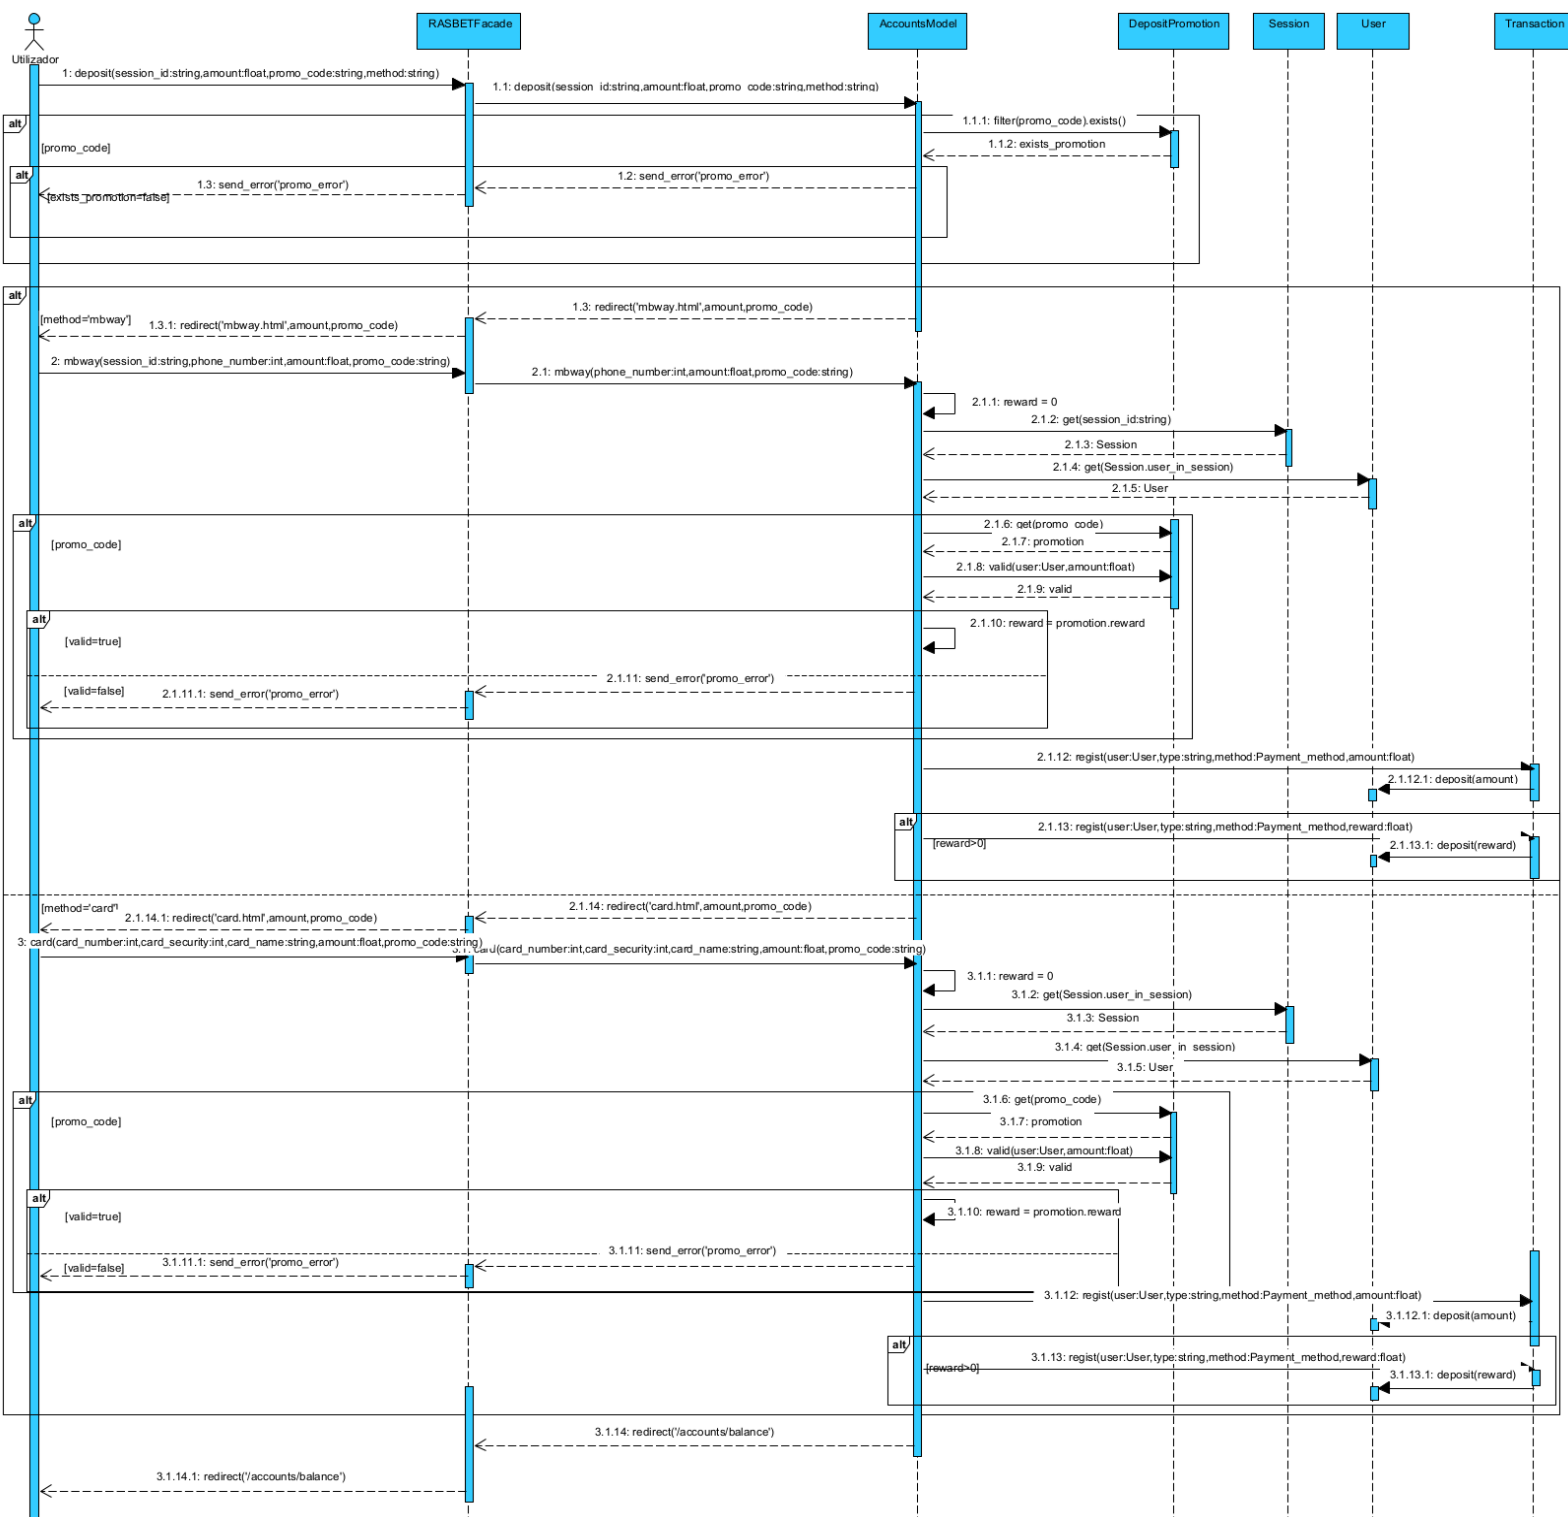 RASBETFacade
AccountsModel
DepositPromotion
Session
User
Transaction
Utilizador
1: deposit(session_id:string,amount:float,promo_code:string,method:string)
1.1: deposit(session_id:string,amount:float,promo_code:string,method:string)
alt
1.1.1: filter(promo_code).exists()
[promo_code]
1.1.2: exists_promotion
alt
1.2: send_error('promo_error')
1.3: send_error('promo_error')
[exists_promotion=false]
alt
1.3: redirect('mbway.html',amount,promo_code)
[method='mbway']
1.3.1: redirect('mbway.html',amount,promo_code)
2: mbway(session_id:string,phone_number:int,amount:float,promo_code:string)
2.1: mbway(phone_number:int,amount:float,promo_code:string)
2.1.1: reward = 0
2.1.2: get(session_id:string)
2.1.3: Session
2.1.4: get(Session.user_in_session)
2.1.5: User
alt
2.1.6: get(promo_code)
[promo_code]
2.1.7: promotion
2.1.8: valid(user:User,amount:float)
2.1.9: valid
alt
2.1.10: reward = promotion.reward
[valid=true]
2.1.11: send_error('promo_error')
[valid=false]
2.1.11.1: send_error('promo_error')
2.1.12: regist(user:User,type:string,method:Payment_method,amount:float)
2.1.12.1: deposit(amount)
alt
2.1.13: regist(user:User,type:string,method:Payment_method,reward:float)
[reward>0]
2.1.13.1: deposit(reward)
[method='card']
2.1.14: redirect('card.html',amount,promo_code)
2.1.14.1: redirect('card.html',amount,promo_code)
3: card(card_number:int,card_security:int,card_name:string,amount:float,promo_code:string)
3.1: card(card_number:int,card_security:int,card_name:string,amount:float,promo_code:string)
3.1.1: reward = 0
3.1.2: get(Session.user_in_session)
3.1.3: Session
3.1.4: get(Session.user_in_session)
3.1.5: User
alt
3.1.6: get(promo_code)
[promo_code]
3.1.7: promotion
3.1.8: valid(user:User,amount:float)
3.1.9: valid
alt
3.1.10: reward = promotion.reward
[valid=true]
3.1.11: send_error('promo_error')
3.1.11.1: send_error('promo_error')
[valid=false]
3.1.12: regist(user:User,type:string,method:Payment_method,amount:float)
3.1.12.1: deposit(amount)
alt
3.1.13: regist(user:User,type:string,method:Payment_method,reward:float)
[reward>0]
3.1.13.1: deposit(reward)
3.1.14: redirect('/accounts/balance')
3.1.14.1: redirect('/accounts/balance')